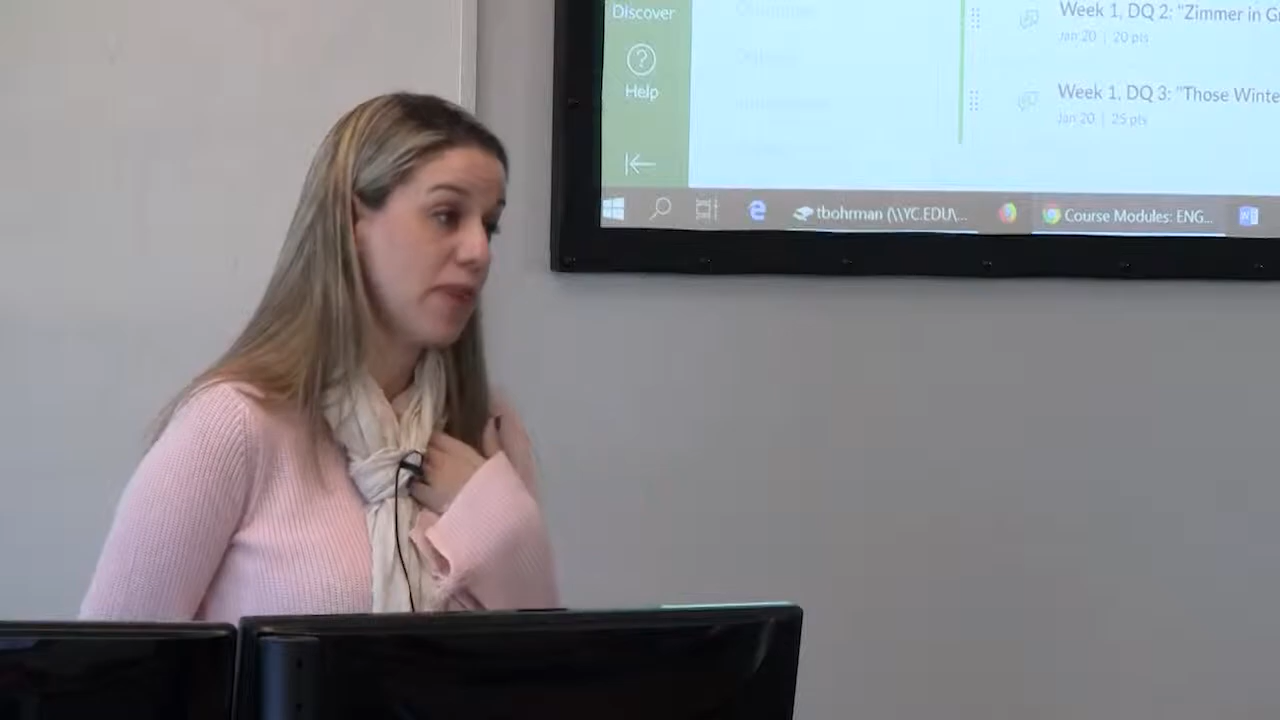 Discover
Help
Week 1, DQ 2: "Zimmer in G
Jan 20 | 20 pts
Week 1, DQ 3: "Those Winte
Jan 20 | 25 pts
tbohrman (\\YC.EDU\...
Course Modules: ENG...